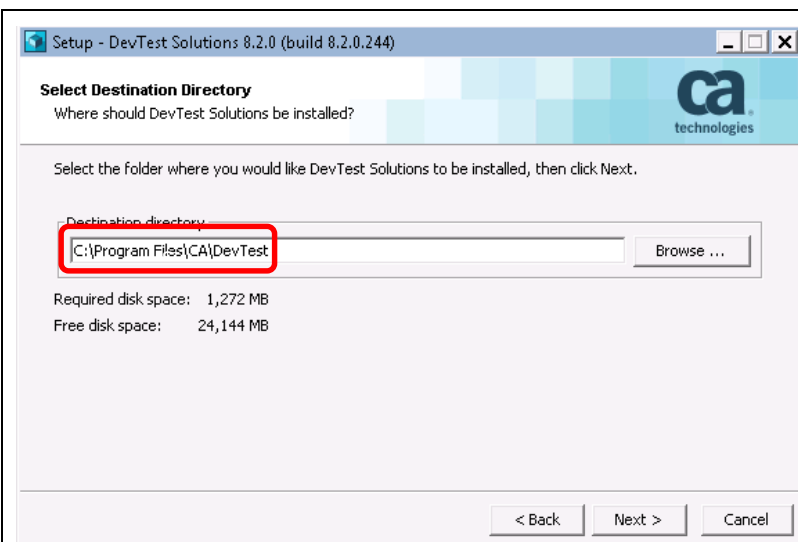 Setup - DevTest Solutions 8.2.0 (build 8.2.0.244)
Select Destination Directory
Where should DevTest Solutions be installed?
ca
technologies
Select the folder where you would like DevTest Solutions to be installed, then click Next.
Destination directory
C:\Program Files\CA\DevTest
Browse ...
Required disk space: 1,272 MB
Free disk space: 24,144 MB
< Back
Next >
Cancel